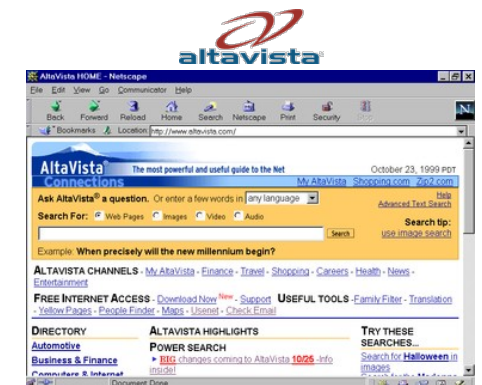 altavista
AltaVista HOME - Netscape
File Edit View Go Communicator Help
Back Forward Reload Home Search Netscape Print Security Stop
Bookmarks Location: http://www.altavista.com/
AltaVista® The most powerful and useful guide to the Net October 23, 1999 PDT
Connections My AltaVista Shopping.com Zip2.com
Ask AltaVista® a question. Or enter a few words in any language Help
Advanced Text Search
Search For: Web Pages Images Video Audio
Search tip:
Search use image search
Example: When precisely will the new millennium begin?
ALTAVISTA CHANNELS - My AltaVista - Finance - Travel - Shopping - Careers - Health - News -
Entertainment
FREE INTERNET ACCESS - Download Now New - Support USEFUL TOOLS - Family Filter - Translation
- Yellow Pages - People Finder - Maps - Usenet - Check Email
DIRECTORY ALTAVISTA HIGHLIGHTS TRY THESE
SEARCHES...
Automotive POWER SEARCH
Business & Finance BIG changes coming to AltaVista 10/25 -Info Search for Halloween in
inside! images
Computers & Internet
Document Done